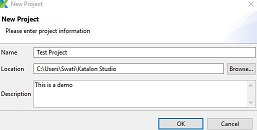 New Project
New Project
Please enter project information
Name
Test Project
Location
C:\Users\Swati\Katalon Studio
Browse...
Description
This is a demo
OK
Cancel